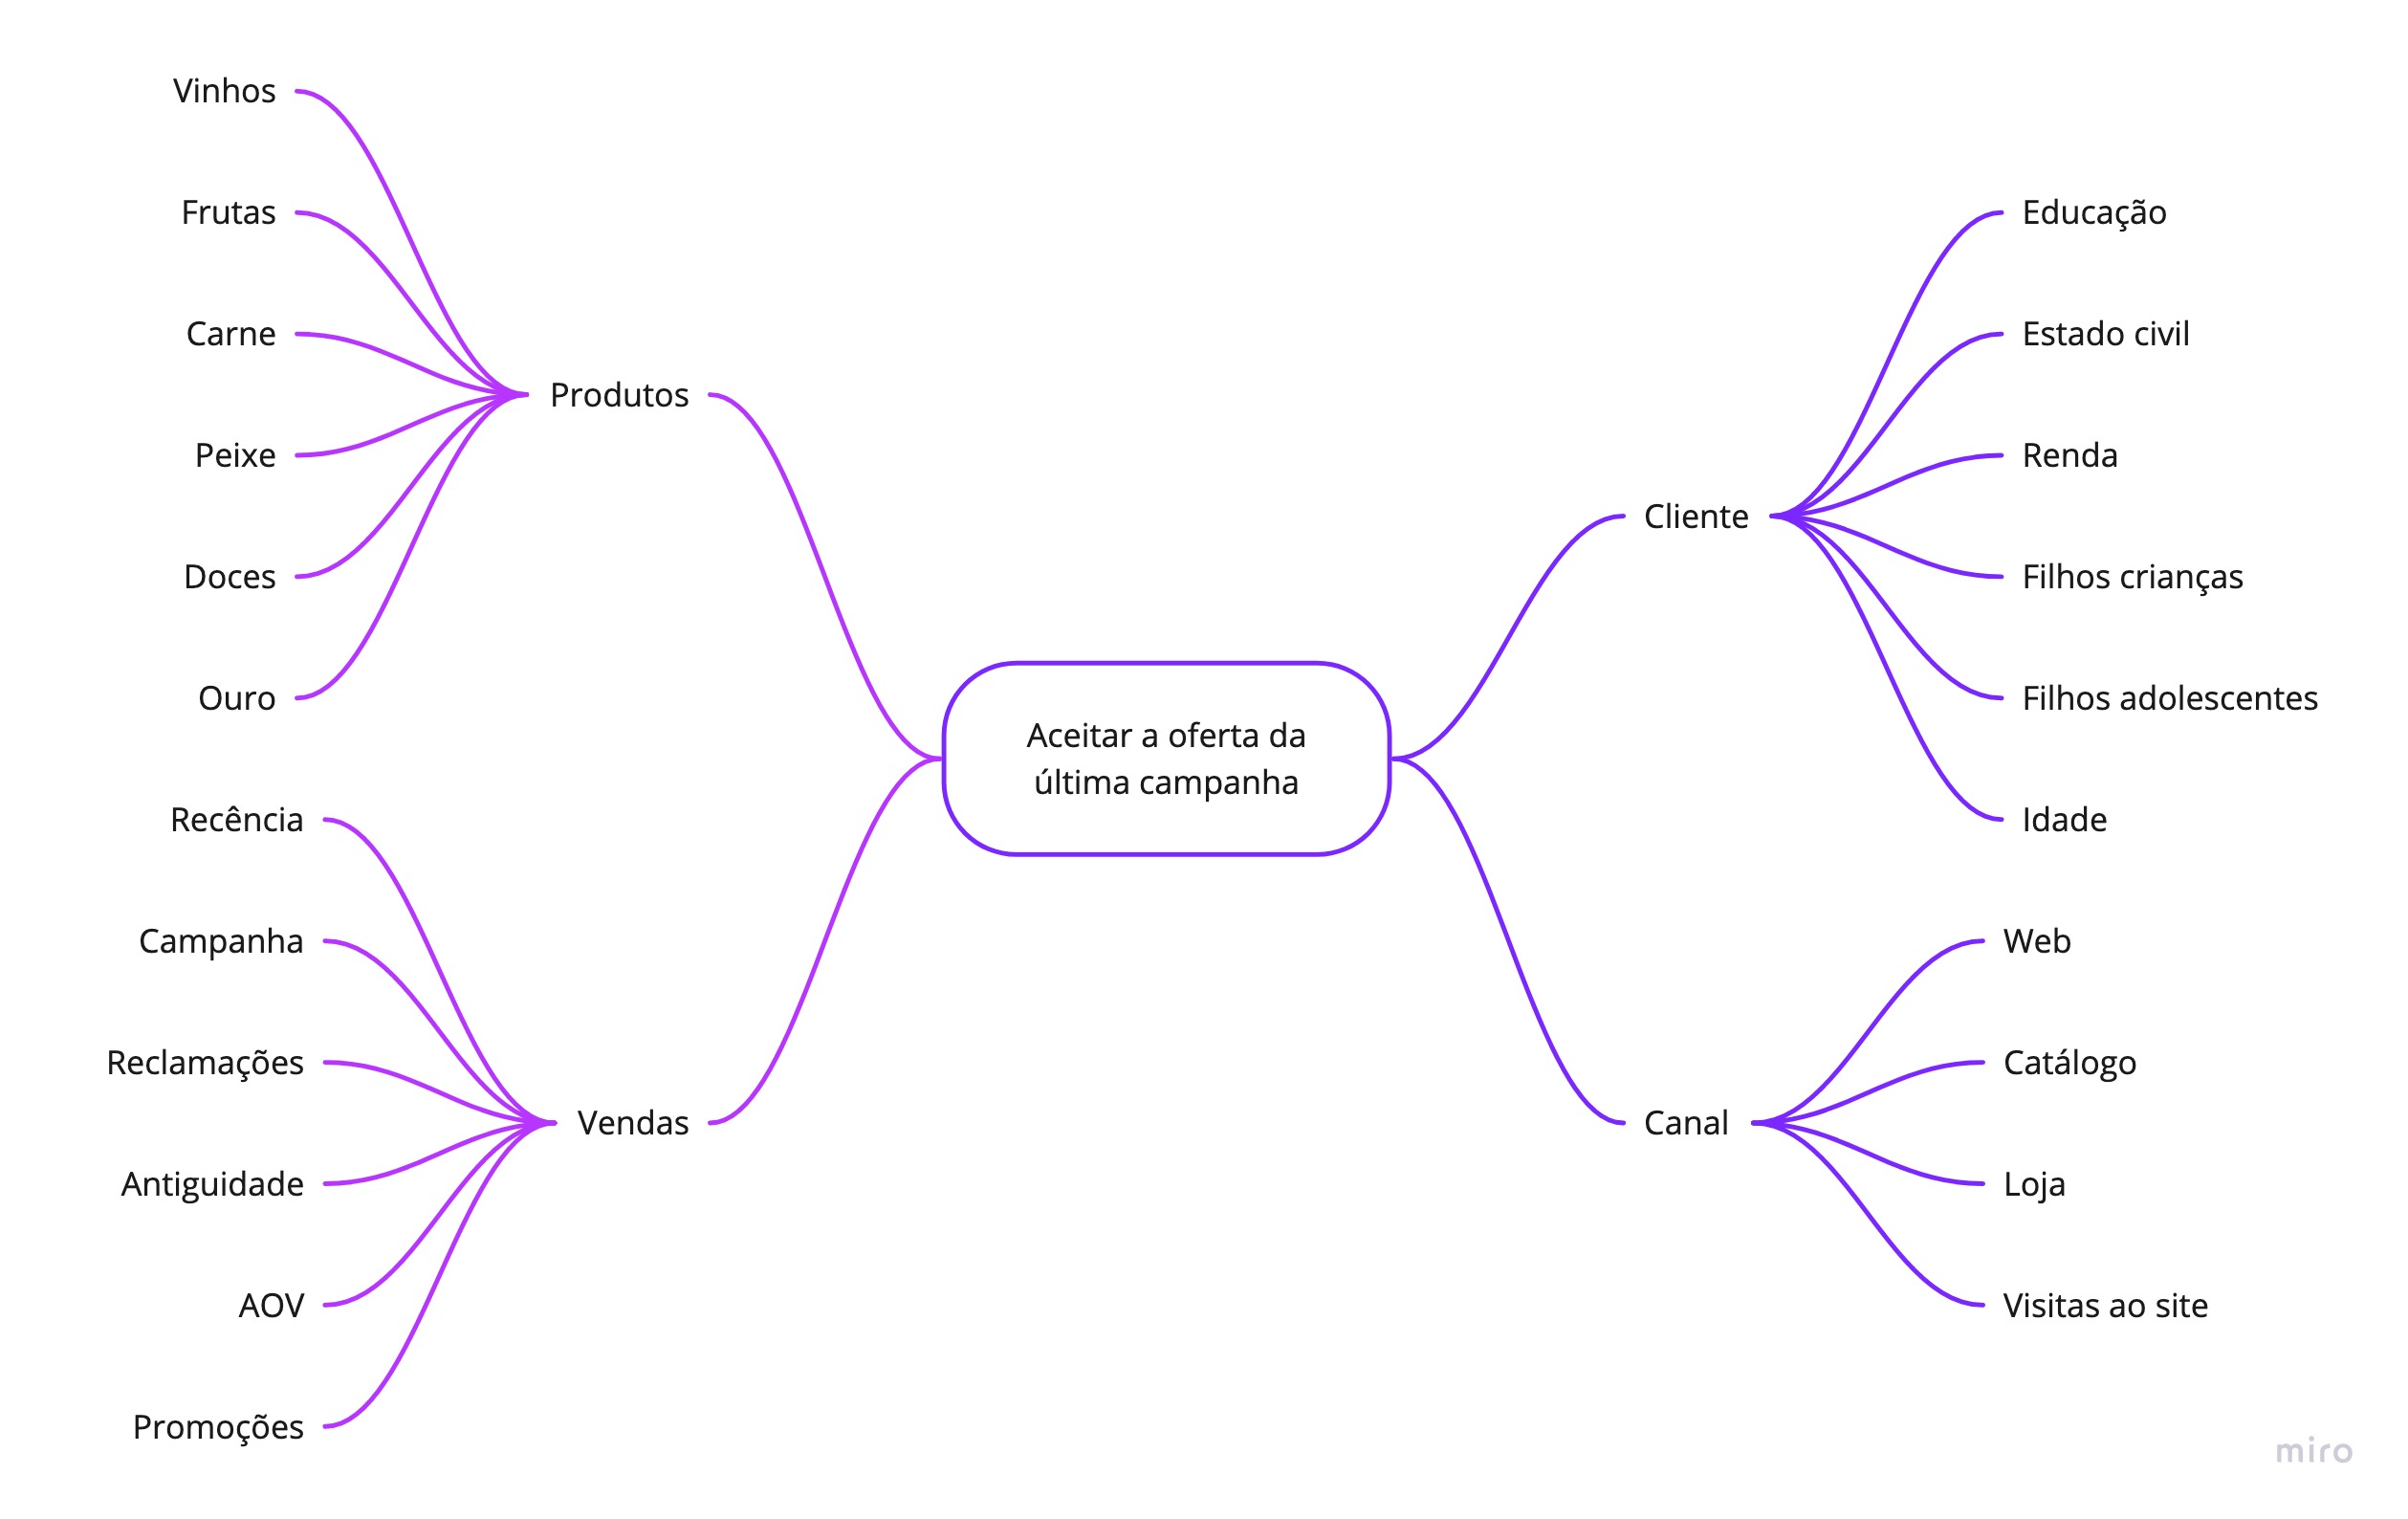 Vinhos
Frutas
Carne
Peixe
Doces
Ouro
Produtos
Recência
Campanha
Reclamações
Antiguidade
AOV
Promoções
Vendas
Aceitar a oferta da
última campanha
Cliente
Educação
Estado civil
Renda
Filhos crianças
Filhos adolescentes
Idade
Canal
Web
Catálogo
Loja
Visitas ao site
miro